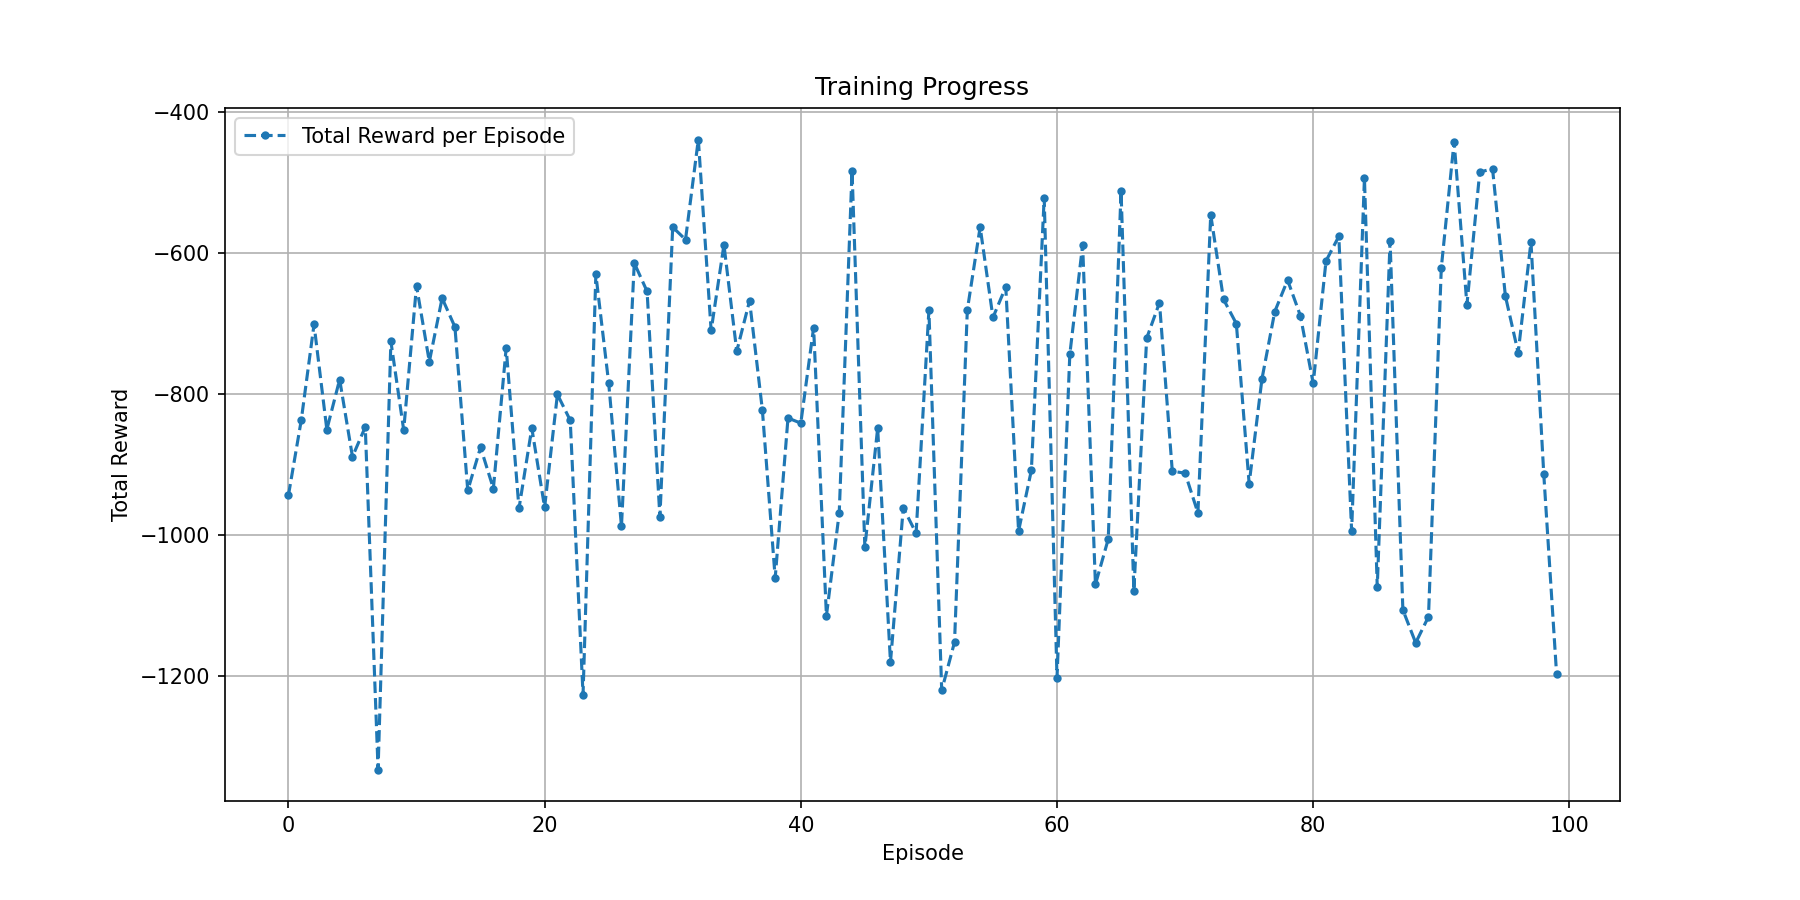 Training Progress
Total Reward per Episode
−400
−600
−800
−1000
−1200
Total Reward
0 20 40 60 80 100
Episode